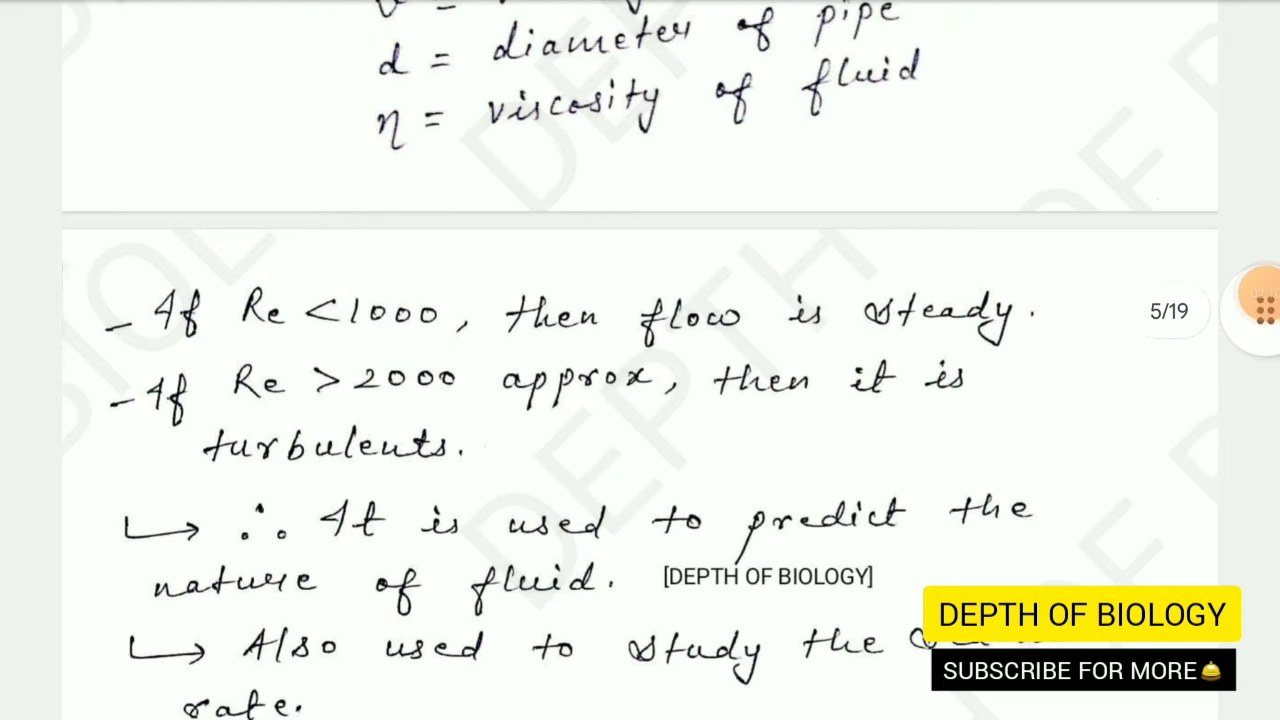 d = diameter of pipe
η = viscosity of fluid
5/19
- If Re < 1000, then flow is steady.
- If Re > 2000 approx, then it is
turbulents.
↳ ∴ It is used to predict the
nature of fluid. [DEPTH OF BIOLOGY]
DEPTH OF BIOLOGY
↳ Also used to study the
SUBSCRIBE FOR MORE
rate.